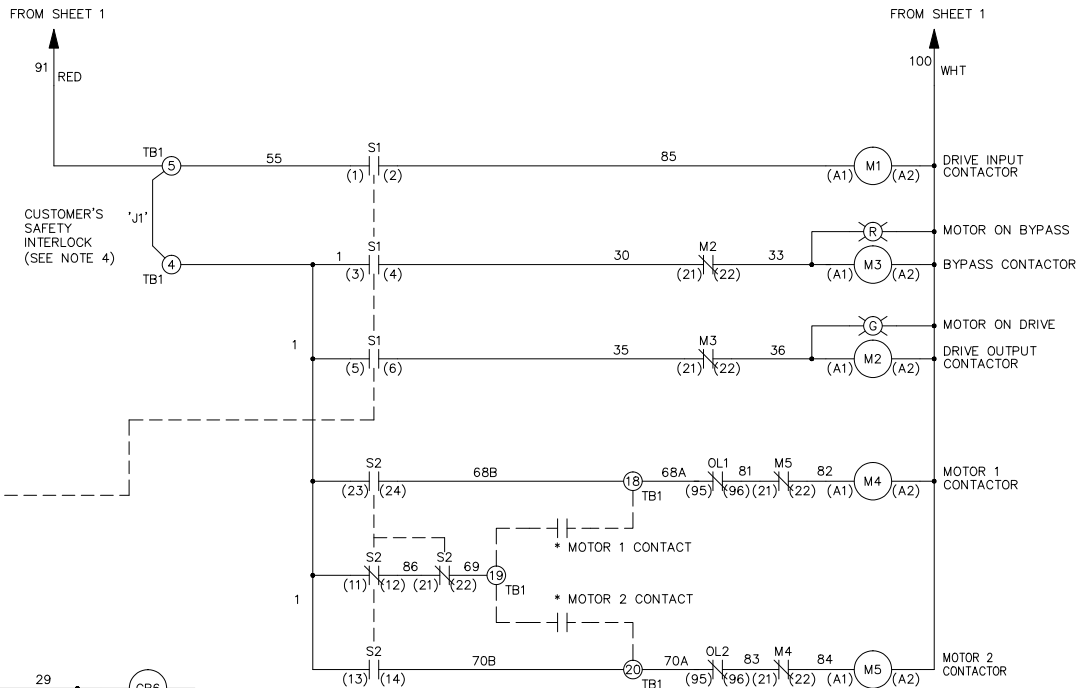 FROM SHEET 1
FROM SHEET 1
91
RED
100
WHT
TB1
5
55
S1
(1)
(2)
85
(A1)
M1
(A2)
DRIVE INPUT
CONTACTOR
CUSTOMER'S
SAFETY
INTERLOCK
(SEE NOTE 4)
'J1'
R
MOTOR ON BYPASS
4
TB1
1
S1
(3)
(4)
30
M2
(21)
(22)
33
(A1)
M3
(A2)
BYPASS CONTACTOR
G
MOTOR ON DRIVE
1
S1
(5)
(6)
35
M3
(21)
(22)
36
(A1)
M2
(A2)
DRIVE OUTPUT
CONTACTOR
S2
(23)
(24)
68B
18
TB1
68A
OL1
(95)
(96)
81
M5
(21)
(22)
82
(A1)
M4
(A2)
MOTOR 1
CONTACTOR
* MOTOR 1 CONTACT
S2
(11)
(12)
86
S2
(21)
(22)
69
19
TB1
1
* MOTOR 2 CONTACT
S2
(13)
(14)
70B
20
TB1
70A
OL2
(95)
(96)
83
M4
(21)
(22)
84
(A1)
M5
(A2)
MOTOR 2
CONTACTOR
29